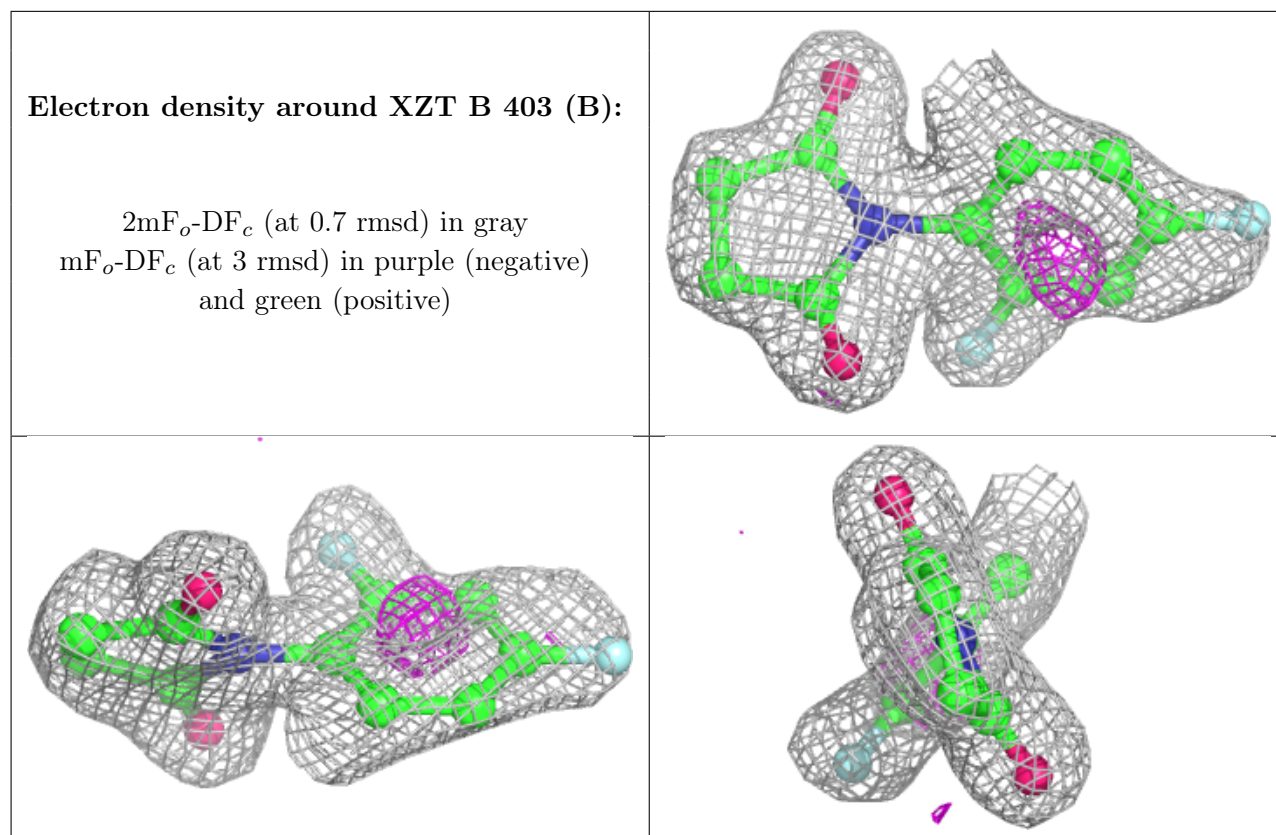 Electron density around XZT B 403 (B):
2mFₒ-DF𝒸 (at 0.7 rmsd) in gray
mFₒ-DF𝒸 (at 3 rmsd) in purple (negative)
and green (positive)